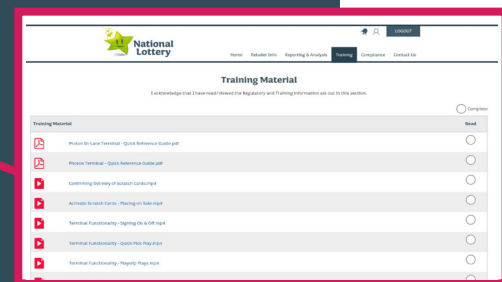 LOGOUT
National
Lottery
Home Retailer Info Reporting & Analysis Training Compliance Contact Us
Training Material
I acknowledge that I have read/viewed the Regulatory and Training Information set out in this section.
Complete
Training Material Read
Photon In-Lane Terminal - Quick Reference Guide.pdf
Photon Terminal - Quick Reference Guide.pdf
Confirming Delivery of Scratch Cards.mp4
Activate Scratch Cards - Placing on Sale.mp4
Terminal Functionality - Signing On & Off.mp4
Terminal Functionality - Quick Pick Play.mp4
Terminal Functionality - Playslip Plays.mp4